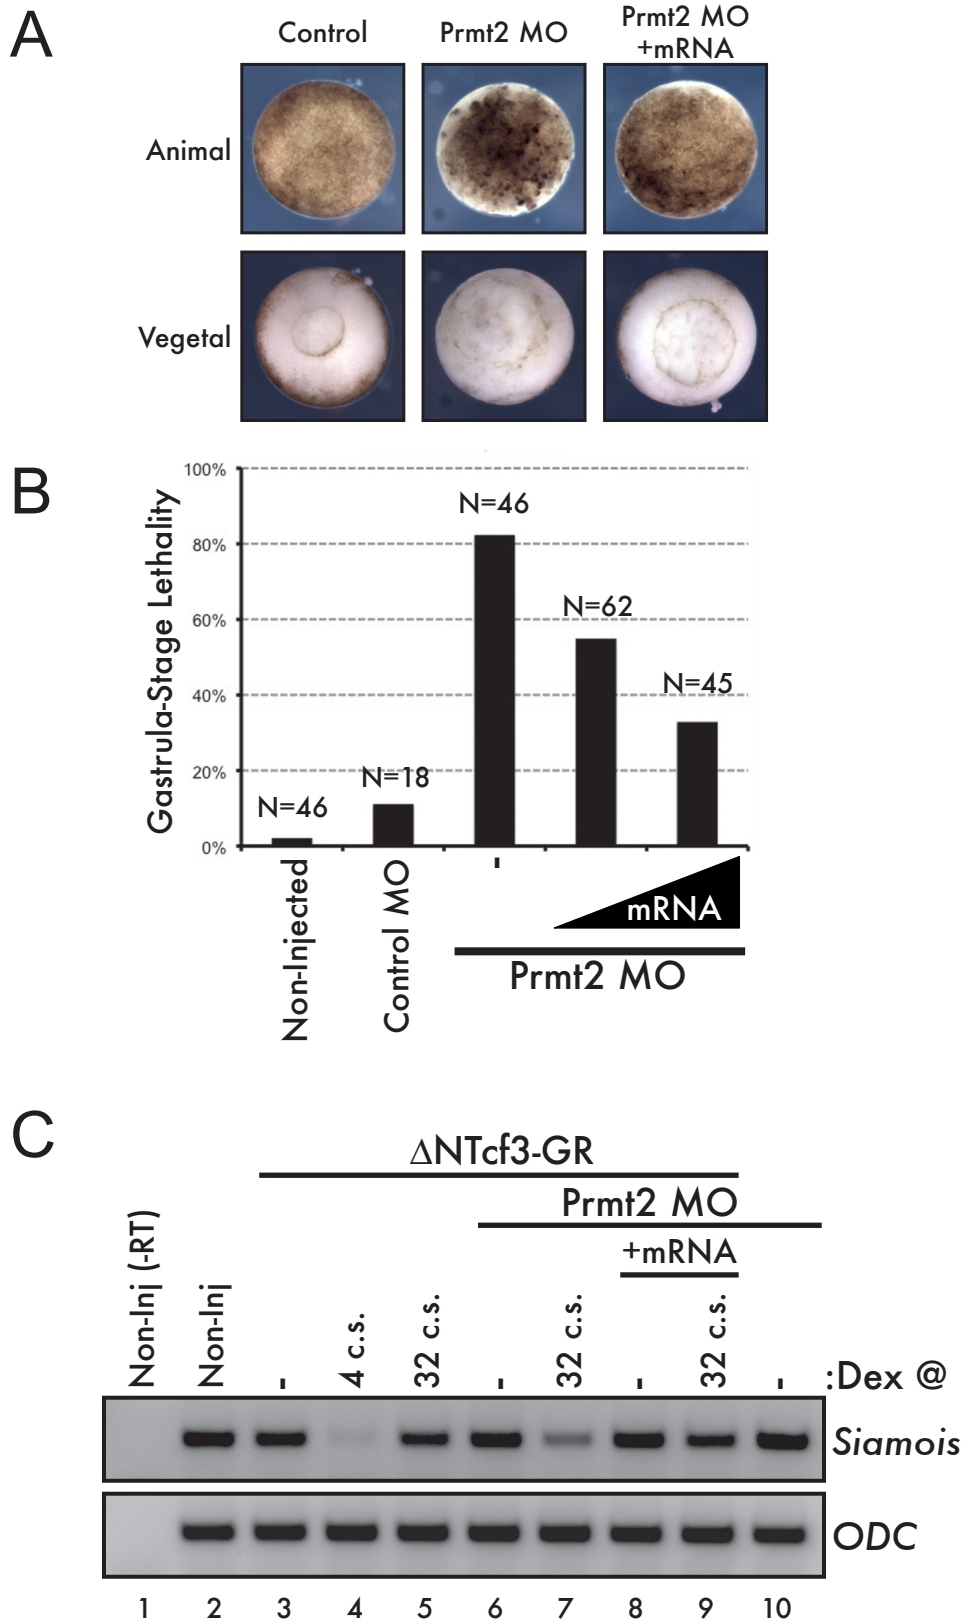 A
Control
Prmt2 MO
Prmt2 MO
+mRNA
Animal
Vegetal
B
Gastrula-Stage Lethality
100%
80%
60%
40%
20%
0%
N=46
N=18
N=46
N=62
N=45
Non-Injected
Control MO
-
mRNA
Prmt2 MO
C
ΔNTcf3-GR
Prmt2 MO
+mRNA
Non-Inj (-RT)
Non-Inj
-
4 c.s.
32 c.s.
-
32 c.s.
-
32 c.s.
-
:Dex @
Siamois
ODC
1 2 3 4 5 6 7 8 9 10